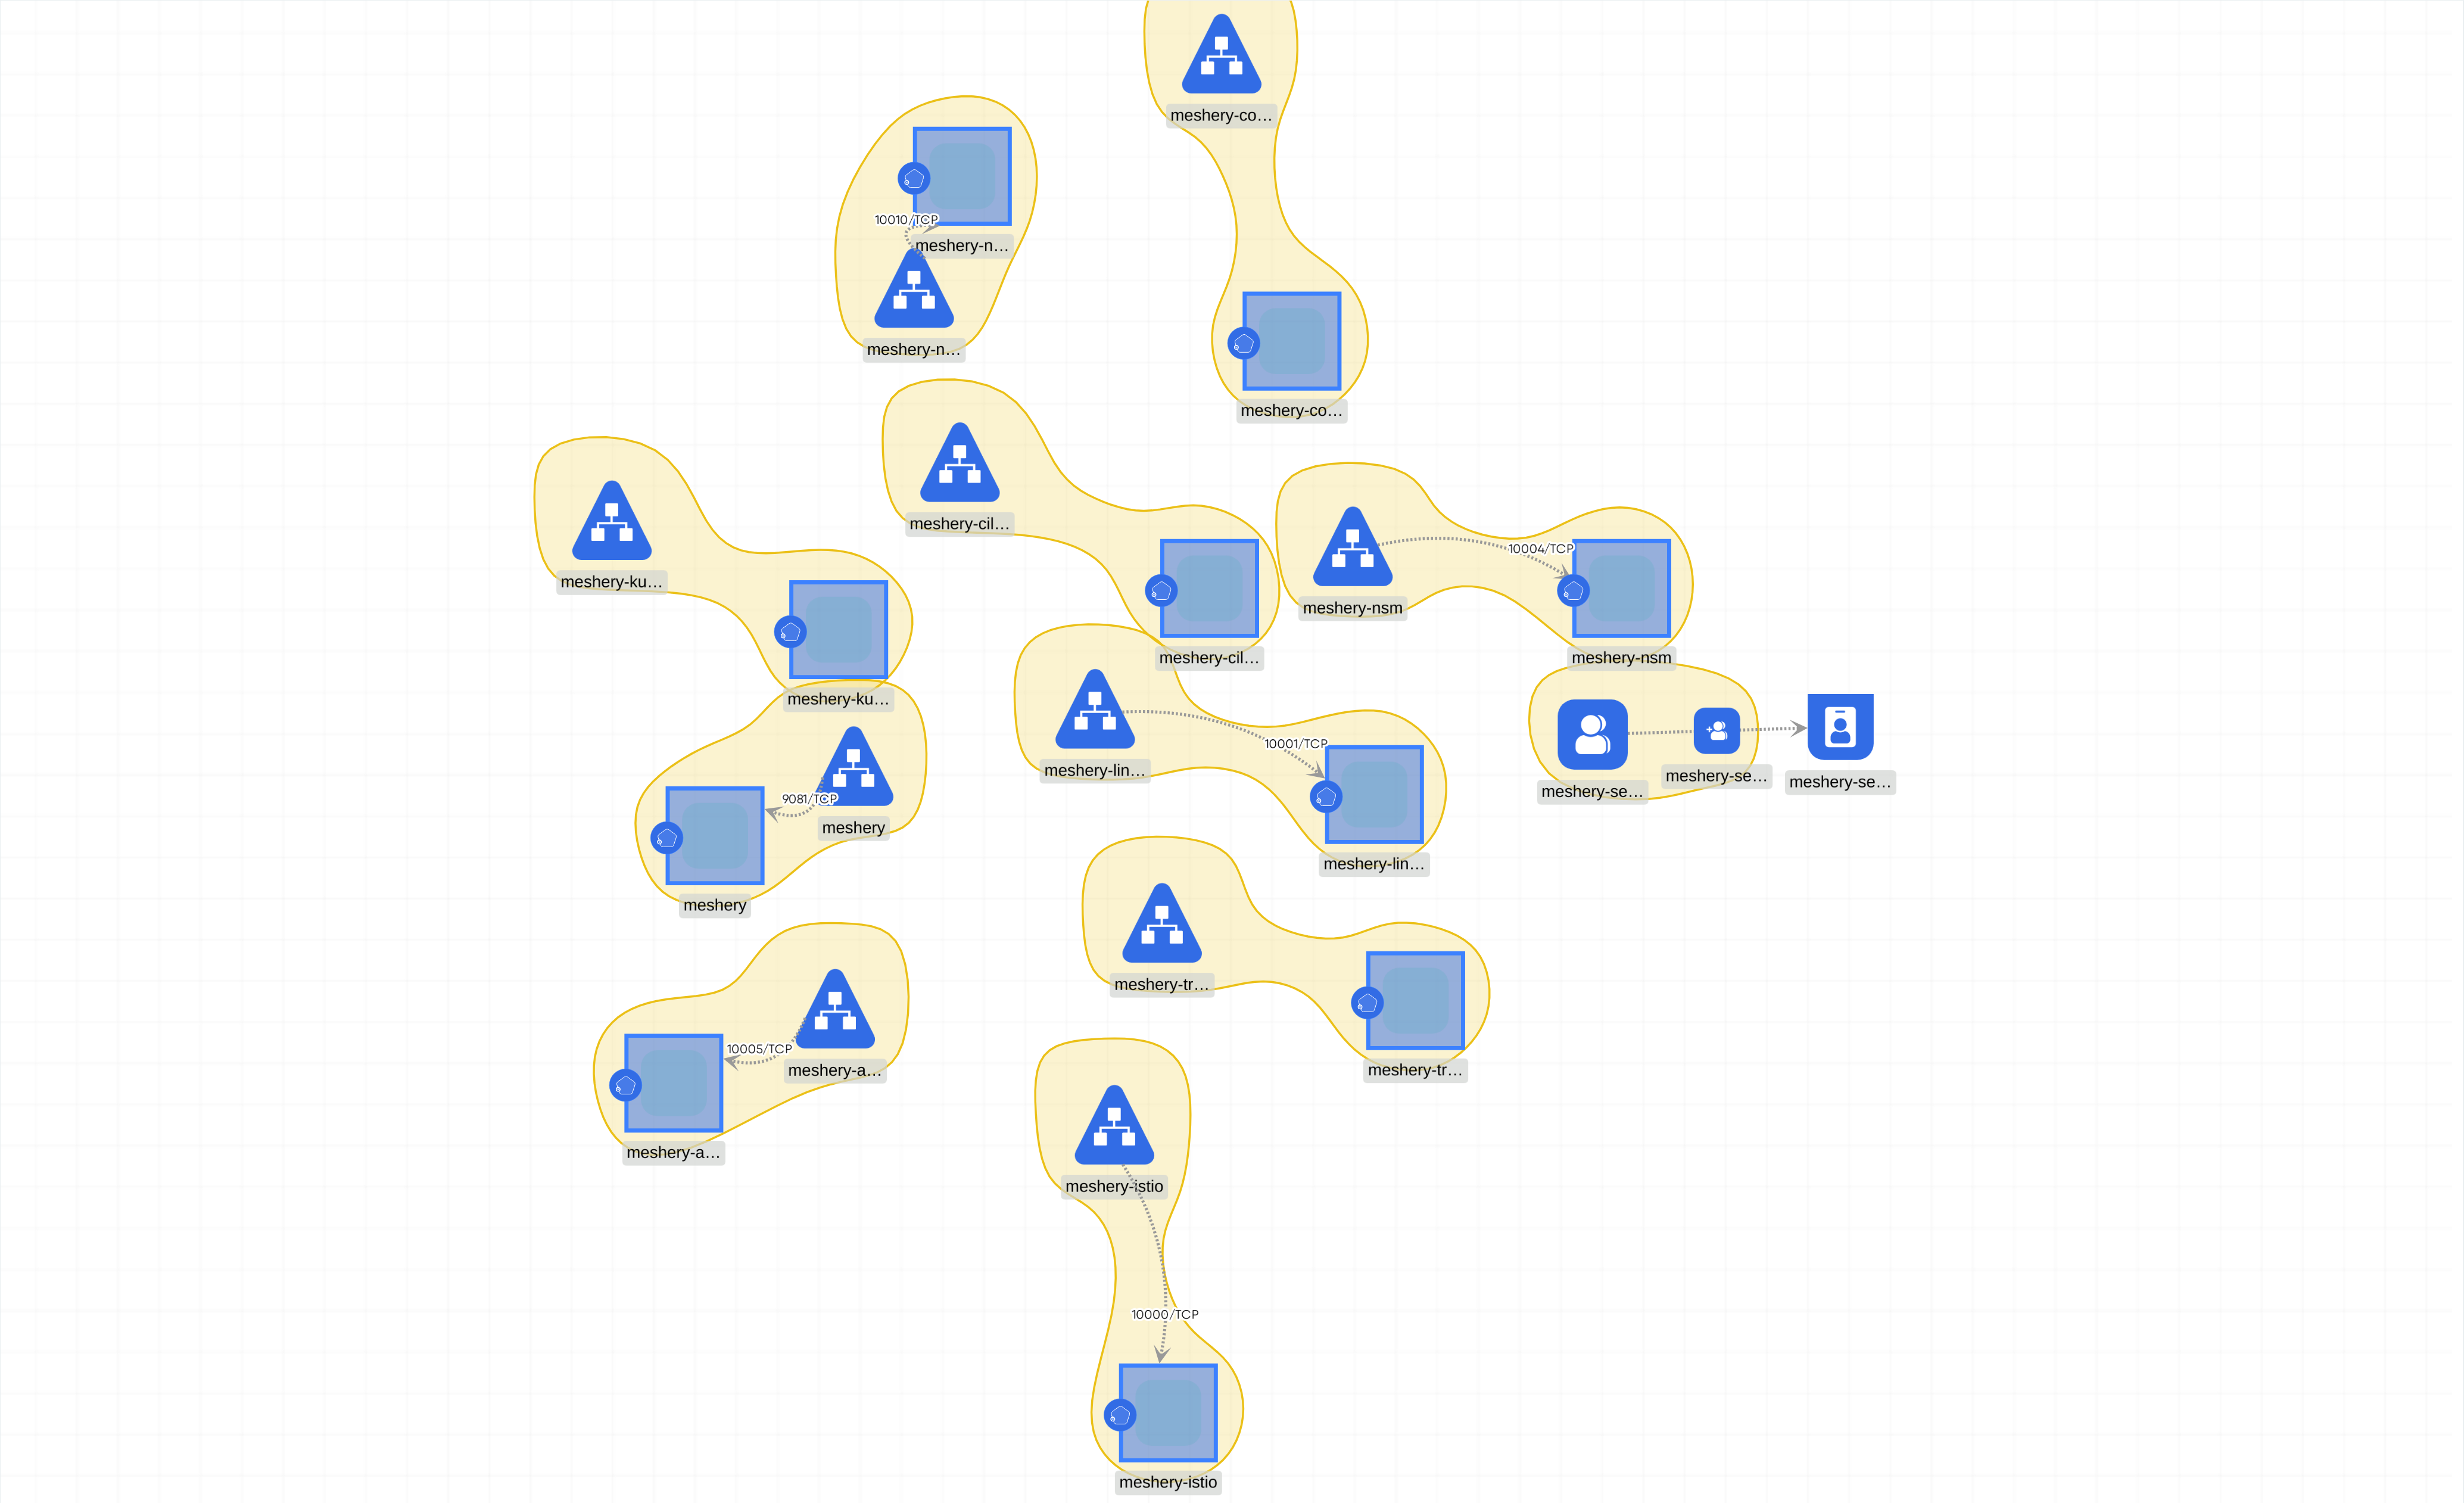 meshery-co…
10010/TCP
meshery-n…
meshery-n…
meshery-co…
meshery-cil…
meshery-ku…
10004/TCP
meshery-nsm
meshery-cil…
meshery-nsm
meshery-ku…
10001/TCP
meshery-lin…
meshery-se…
meshery-se…
meshery-se…
9081/TCP
meshery
meshery-lin…
meshery
meshery-tr…
10005/TCP
meshery-a…
meshery-tr…
meshery-a…
meshery-istio
10000/TCP
meshery-istio